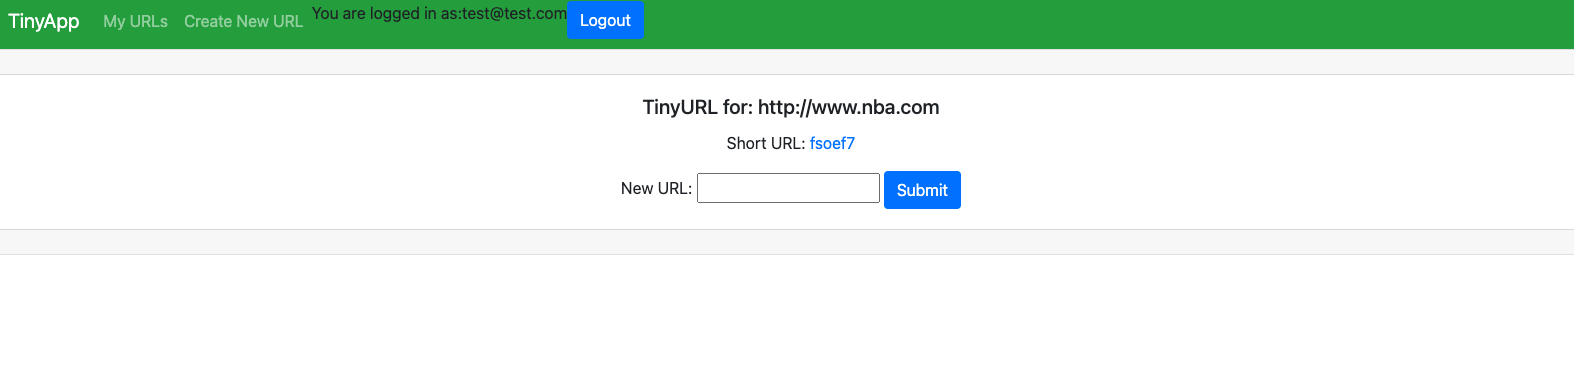 TinyApp My URLs Create New URL You are logged in as:test@test.com Logout
TinyURL for: http://www.nba.com
Short URL: fsoef7
New URL: Submit